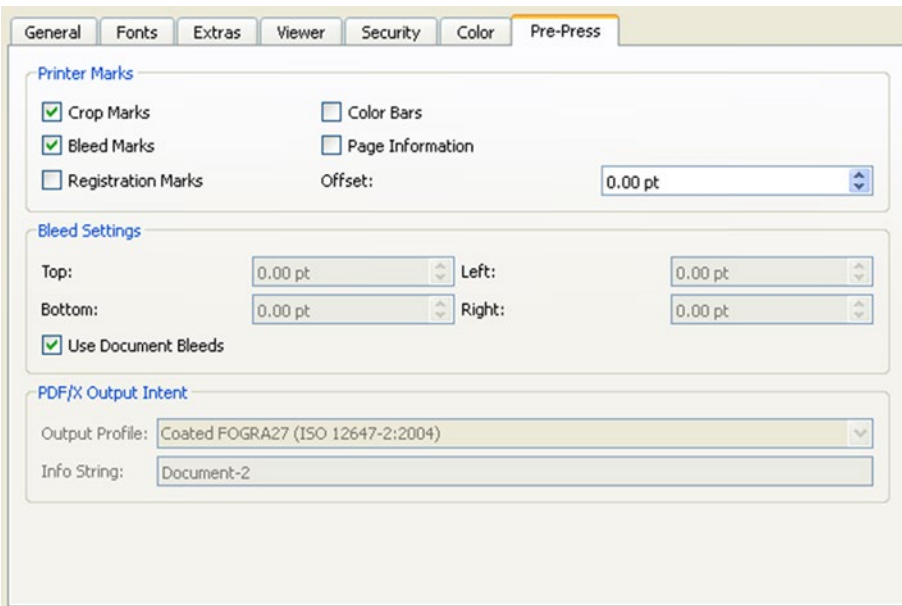 General Fonts Extras Viewer Security Color Pre-Press
Printer Marks
Crop Marks Color Bars
Bleed Marks Page Information
Registration Marks Offset: 0.00 pt
Bleed Settings
Top: 0.00 pt Left: 0.00 pt
Bottom: 0.00 pt Right: 0.00 pt
Use Document Bleeds
PDF/X Output Intent
Output Profile: Coated FOGRA27 (ISO 12647-2:2004)
Info String: Document-2